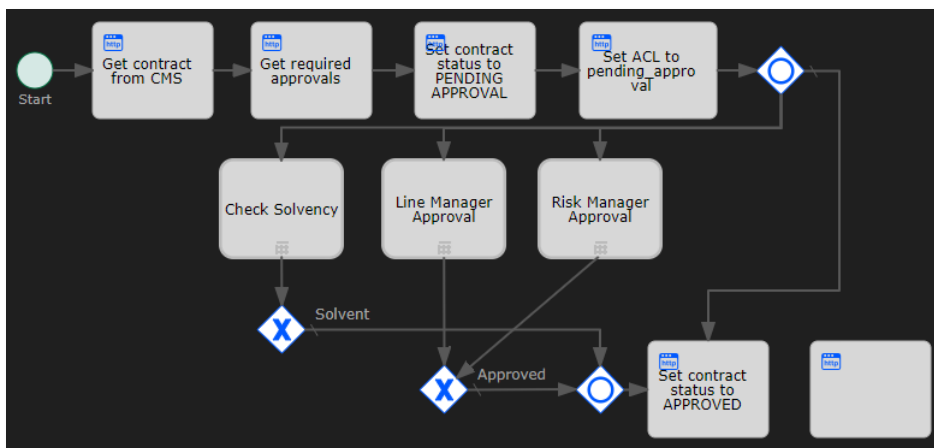 http
Get contract
from CMS
http
Get required
approvals
http
Set contract
status to
PENDING
APPROVAL
http
Set ACL to
pending_appro
val
Start
Check Solvency
Line Manager
Approval
Risk Manager
Approval
Solvent
X
X
Approved
http
Set contract
status to
APPROVED
http